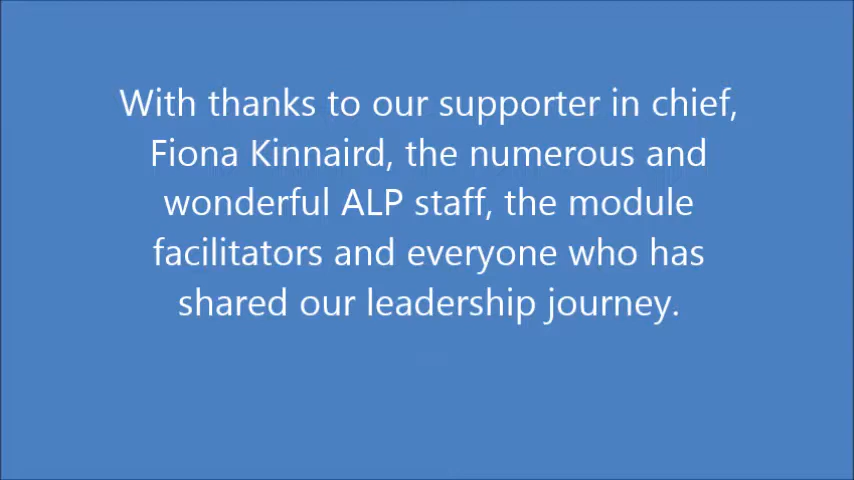 With thanks to our supporter in chief,
Fiona Kinnaird, the numerous and
wonderful ALP staff, the module
facilitators and everyone who has
shared our leadership journey.